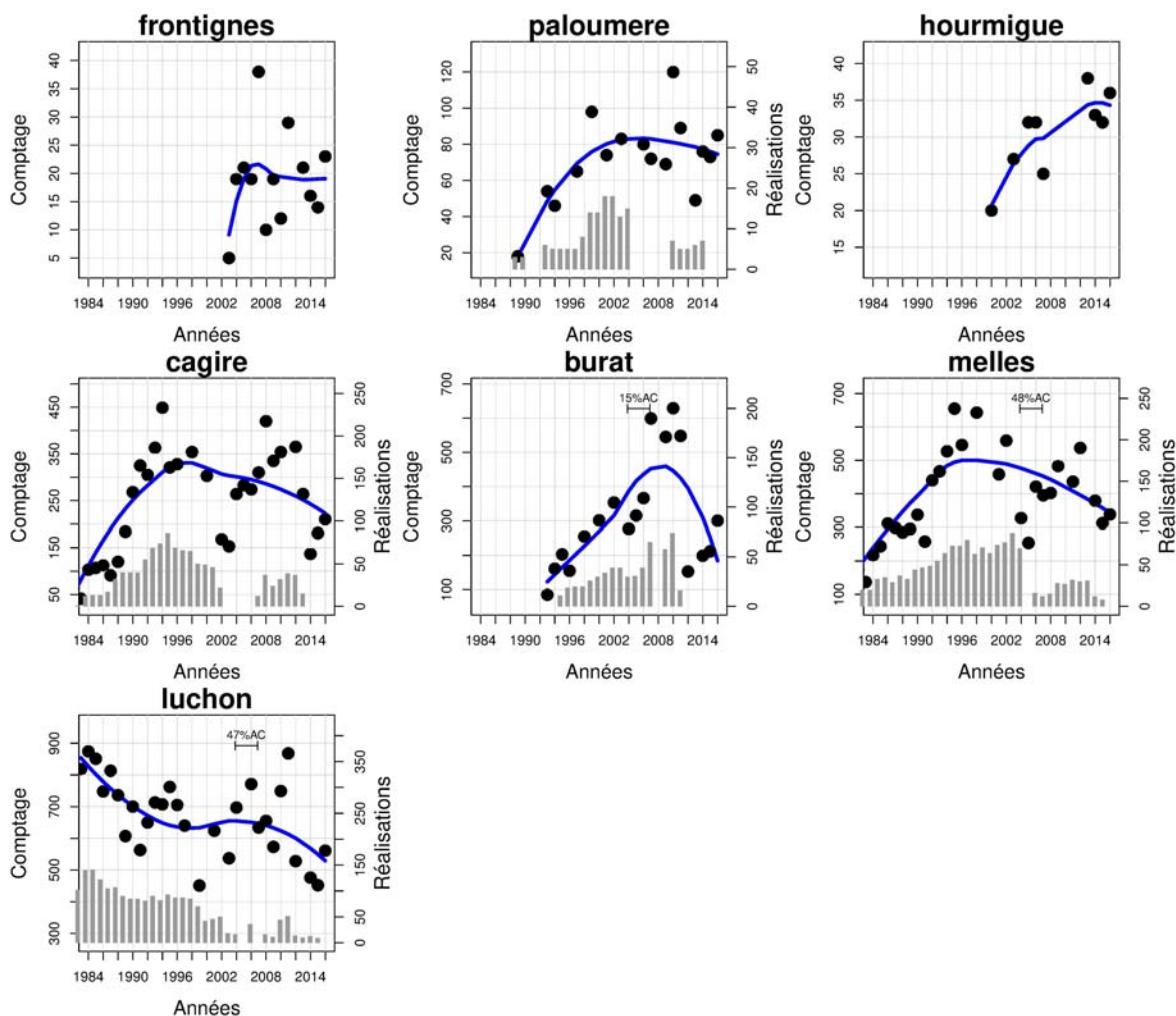 frontignes
Comptage
40
35
30
25
20
15
10
5
1984 1990 1996 2002 2008 2014
Années
paloumere
Comptage
120
100
80
60
40
20
50
40
30
20
10
0
Réalisations
1984 1990 1996 2002 2008 2014
Années
hourmigue
Comptage
40
35
30
25
20
15
1984 1990 1996 2002 2008 2014
Années
cagire
Comptage
450
350
250
150
50
250
200
150
100
50
0
Réalisations
1984 1990 1996 2002 2008 2014
Années
burat
15%AC
Comptage
700
500
300
100
200
150
100
50
0
Réalisations
1984 1990 1996 2002 2008 2014
Années
melles
48%AC
Comptage
700
500
300
100
250
200
150
100
50
0
Réalisations
1984 1990 1996 2002 2008 2014
Années
luchon
47%AC
Comptage
900
700
500
300
350
250
150
50
0
Réalisations
1984 1990 1996 2002 2008 2014
Années